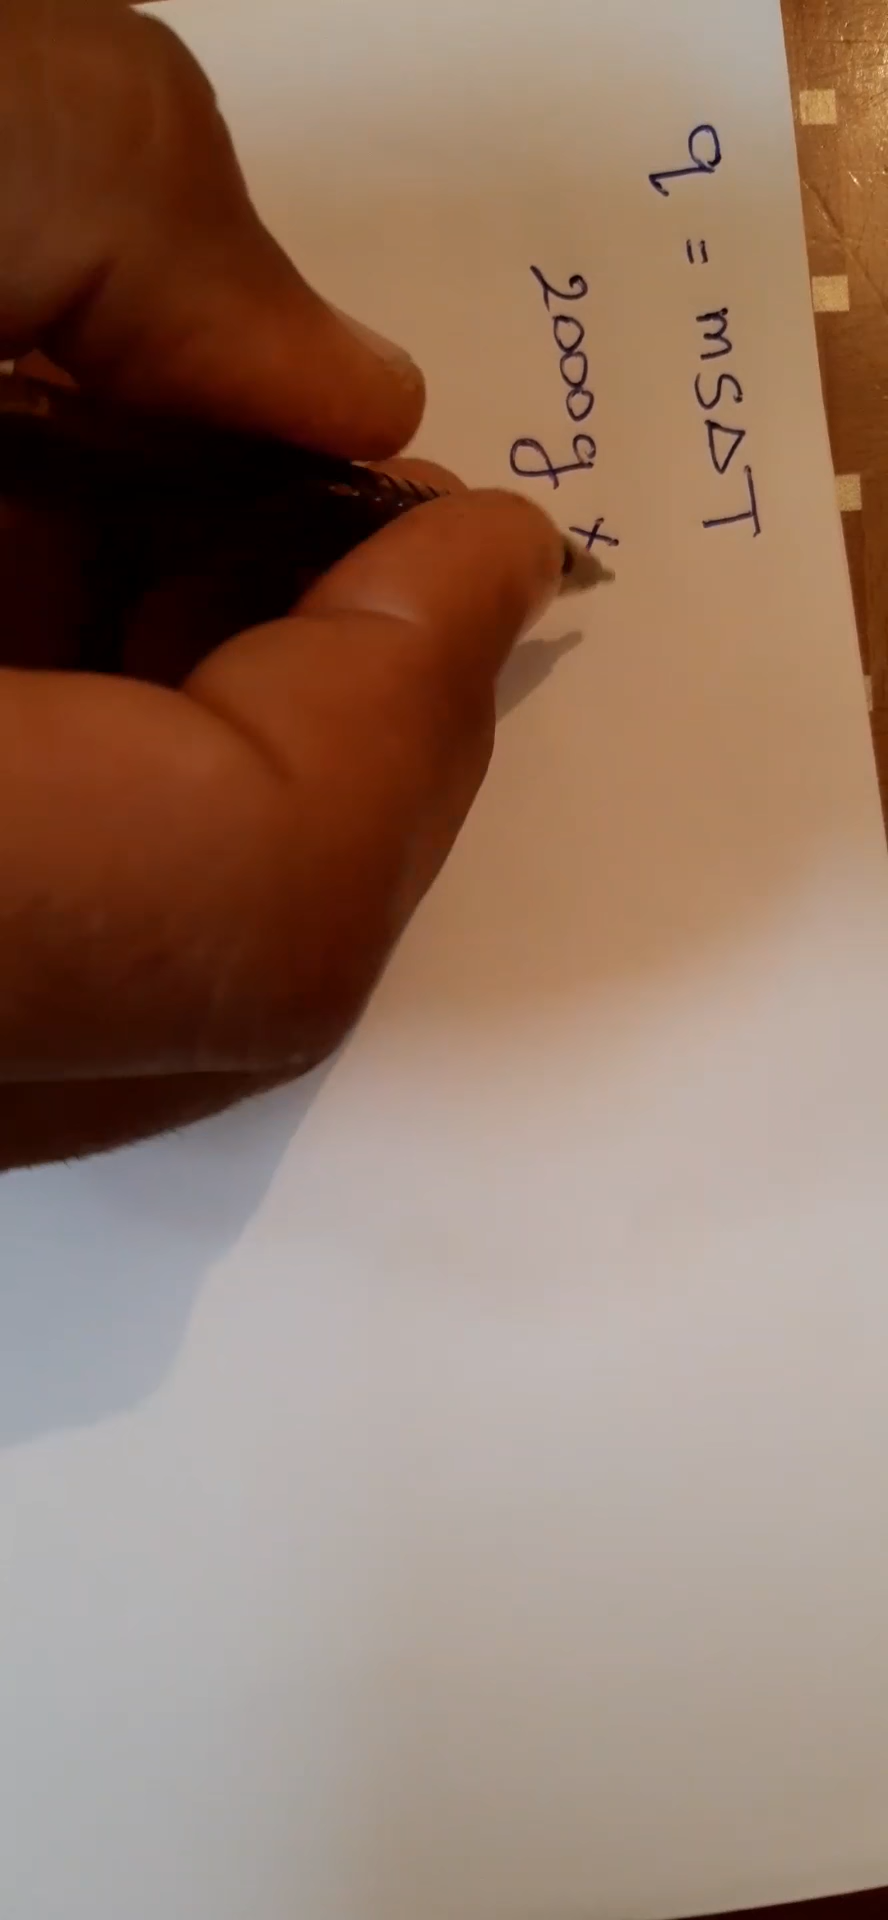 q = msΔT
2000g ×